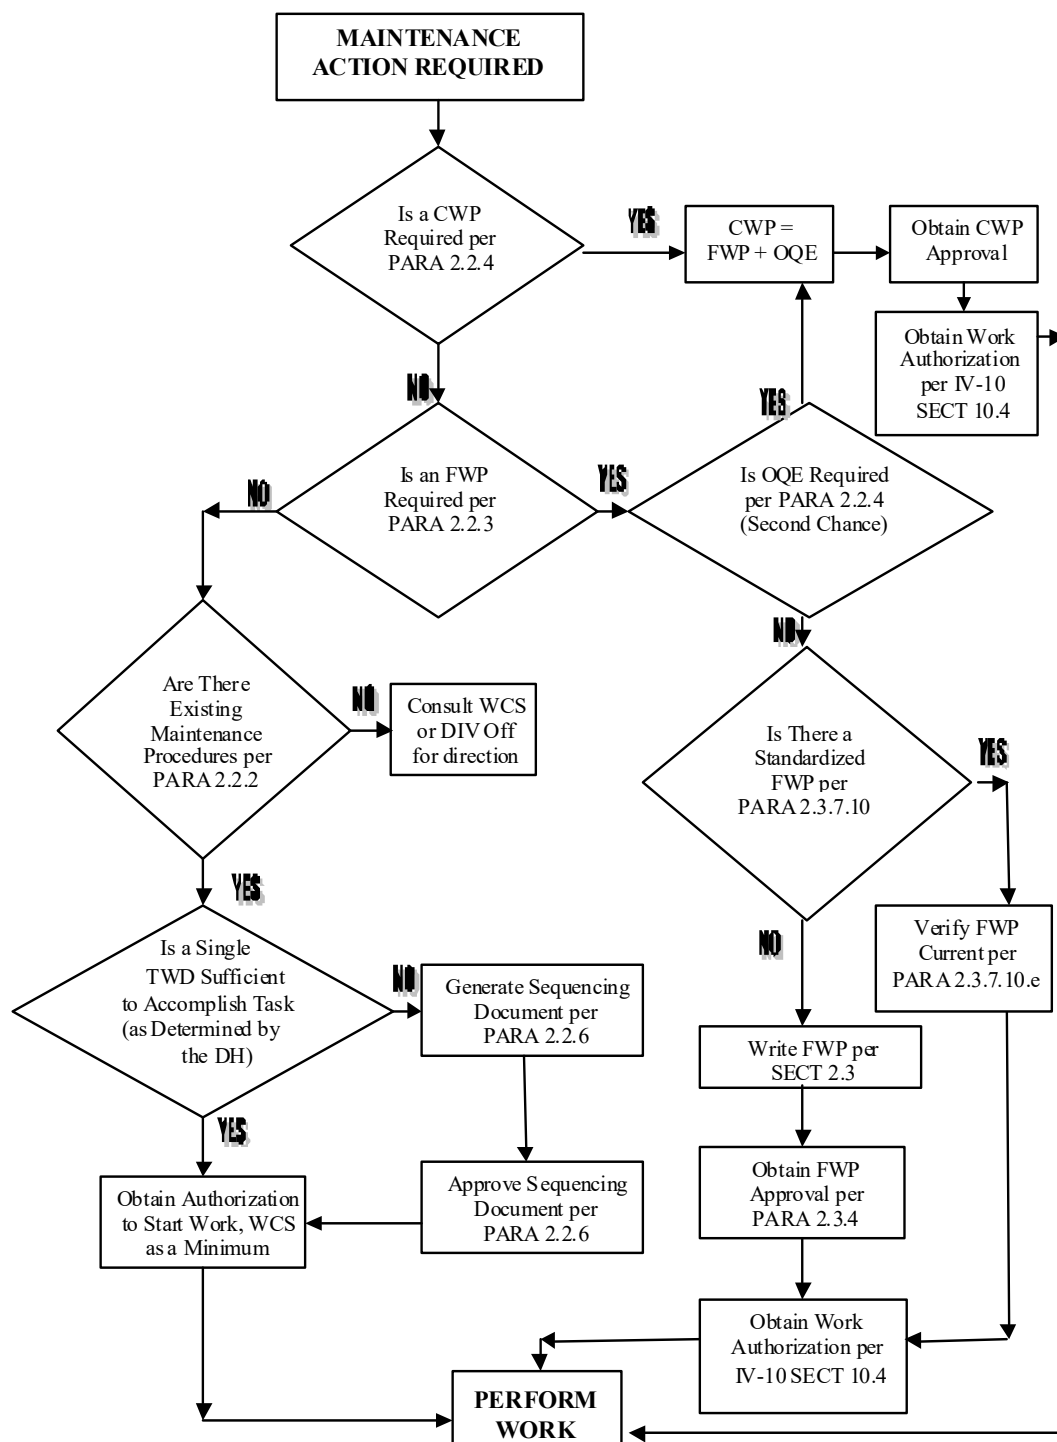 MAINTENANCE
ACTION REQUIRED
Is a CWP
Required per
PARA 2.2.4
YES
CWP =
FWP + OQE
Obtain CWP
Approval
Obtain Work
Authorization
per IV-10
SECT 10.4
NO
Is an FWP
Required per
PARA 2.2.3
NO
YES
Is OQE Required
per PARA 2.2.4
(Second Chance)
YES
NO
Are There
Existing
Maintenance
Procedures per
PARA 2.2.2
NO
Consult WCS
or DIV Off
for direction
Is There a
Standardized
FWP per
PARA 2.3.7.10
YES
YES
Is a Single
TWD Sufficient
to Accomplish Task
(as Determined by
the DH)
NO
Generate Sequencing
Document per
PARA 2.2.6
NO
Verify FWP
Current per
PARA 2.3.7.10.e
Write FWP per
SECT 2.3
YES
Obtain Authorization
to Start Work, WCS
as a Minimum
Approve Sequencing
Document per
PARA 2.2.6
Obtain FWP
Approval per
PARA 2.3.4
Obtain Work
Authorization per
IV-10 SECT 10.4
PERFORM
WORK